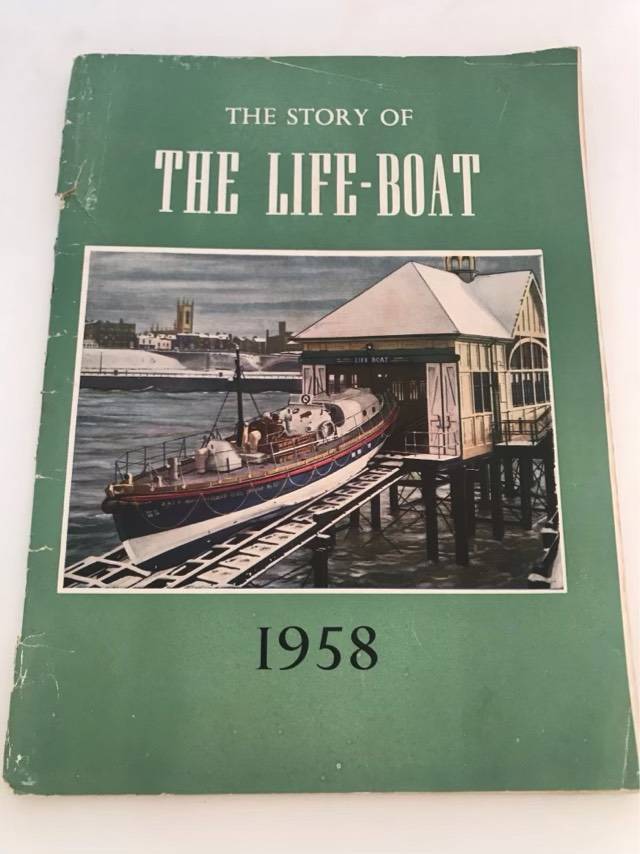 THE STORY OF
THE LIFE-BOAT
LIFE BOAT
1958